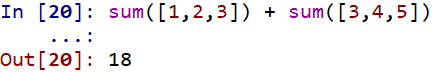 In [20]: sum([1,2,3]) + sum([3,4,5])
...:
Out[20]: 18